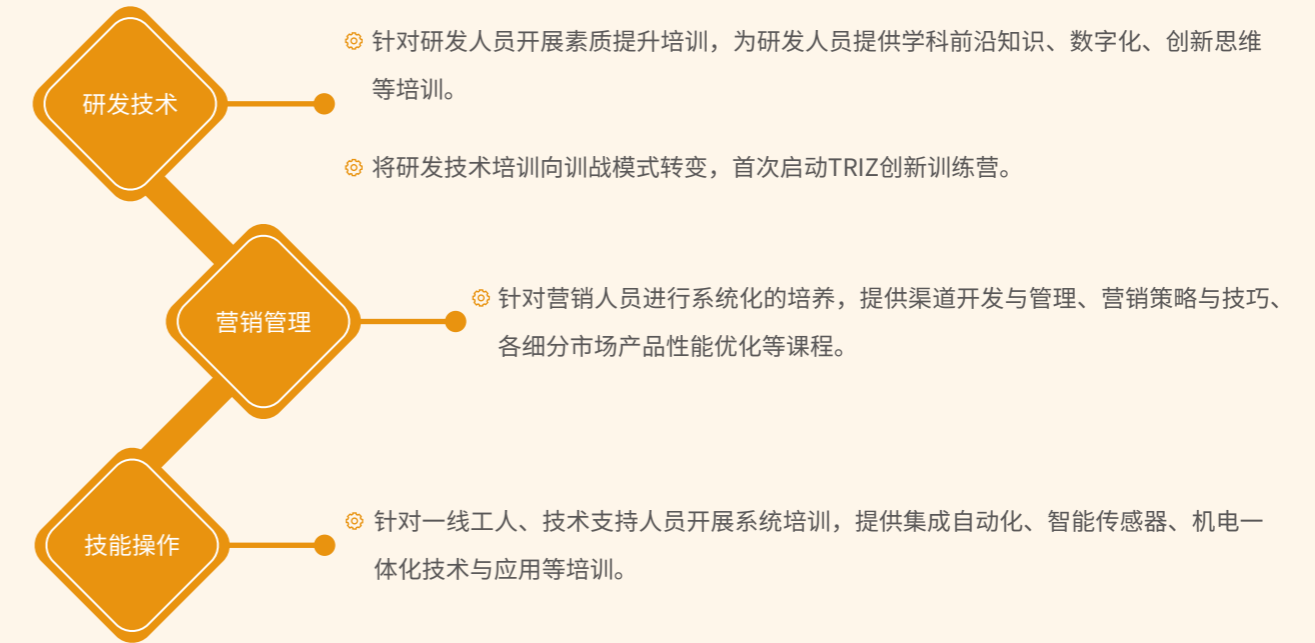 研发技术
针对研发人员开展素质提升培训，为研发人员提供学科前沿知识、数字化、创新思维
等培训。
将研发技术培训向训战模式转变，首次启动TRIZ创新训练营。
营销管理
针对营销人员进行系统化的培养，提供渠道开发与管理、营销策略与技巧、
各细分市场产品性能优化等课程。
技能操作
针对一线工人、技术支持人员开展系统培训，提供集成自动化、智能传感器、机电一
体化技术与应用等培训。